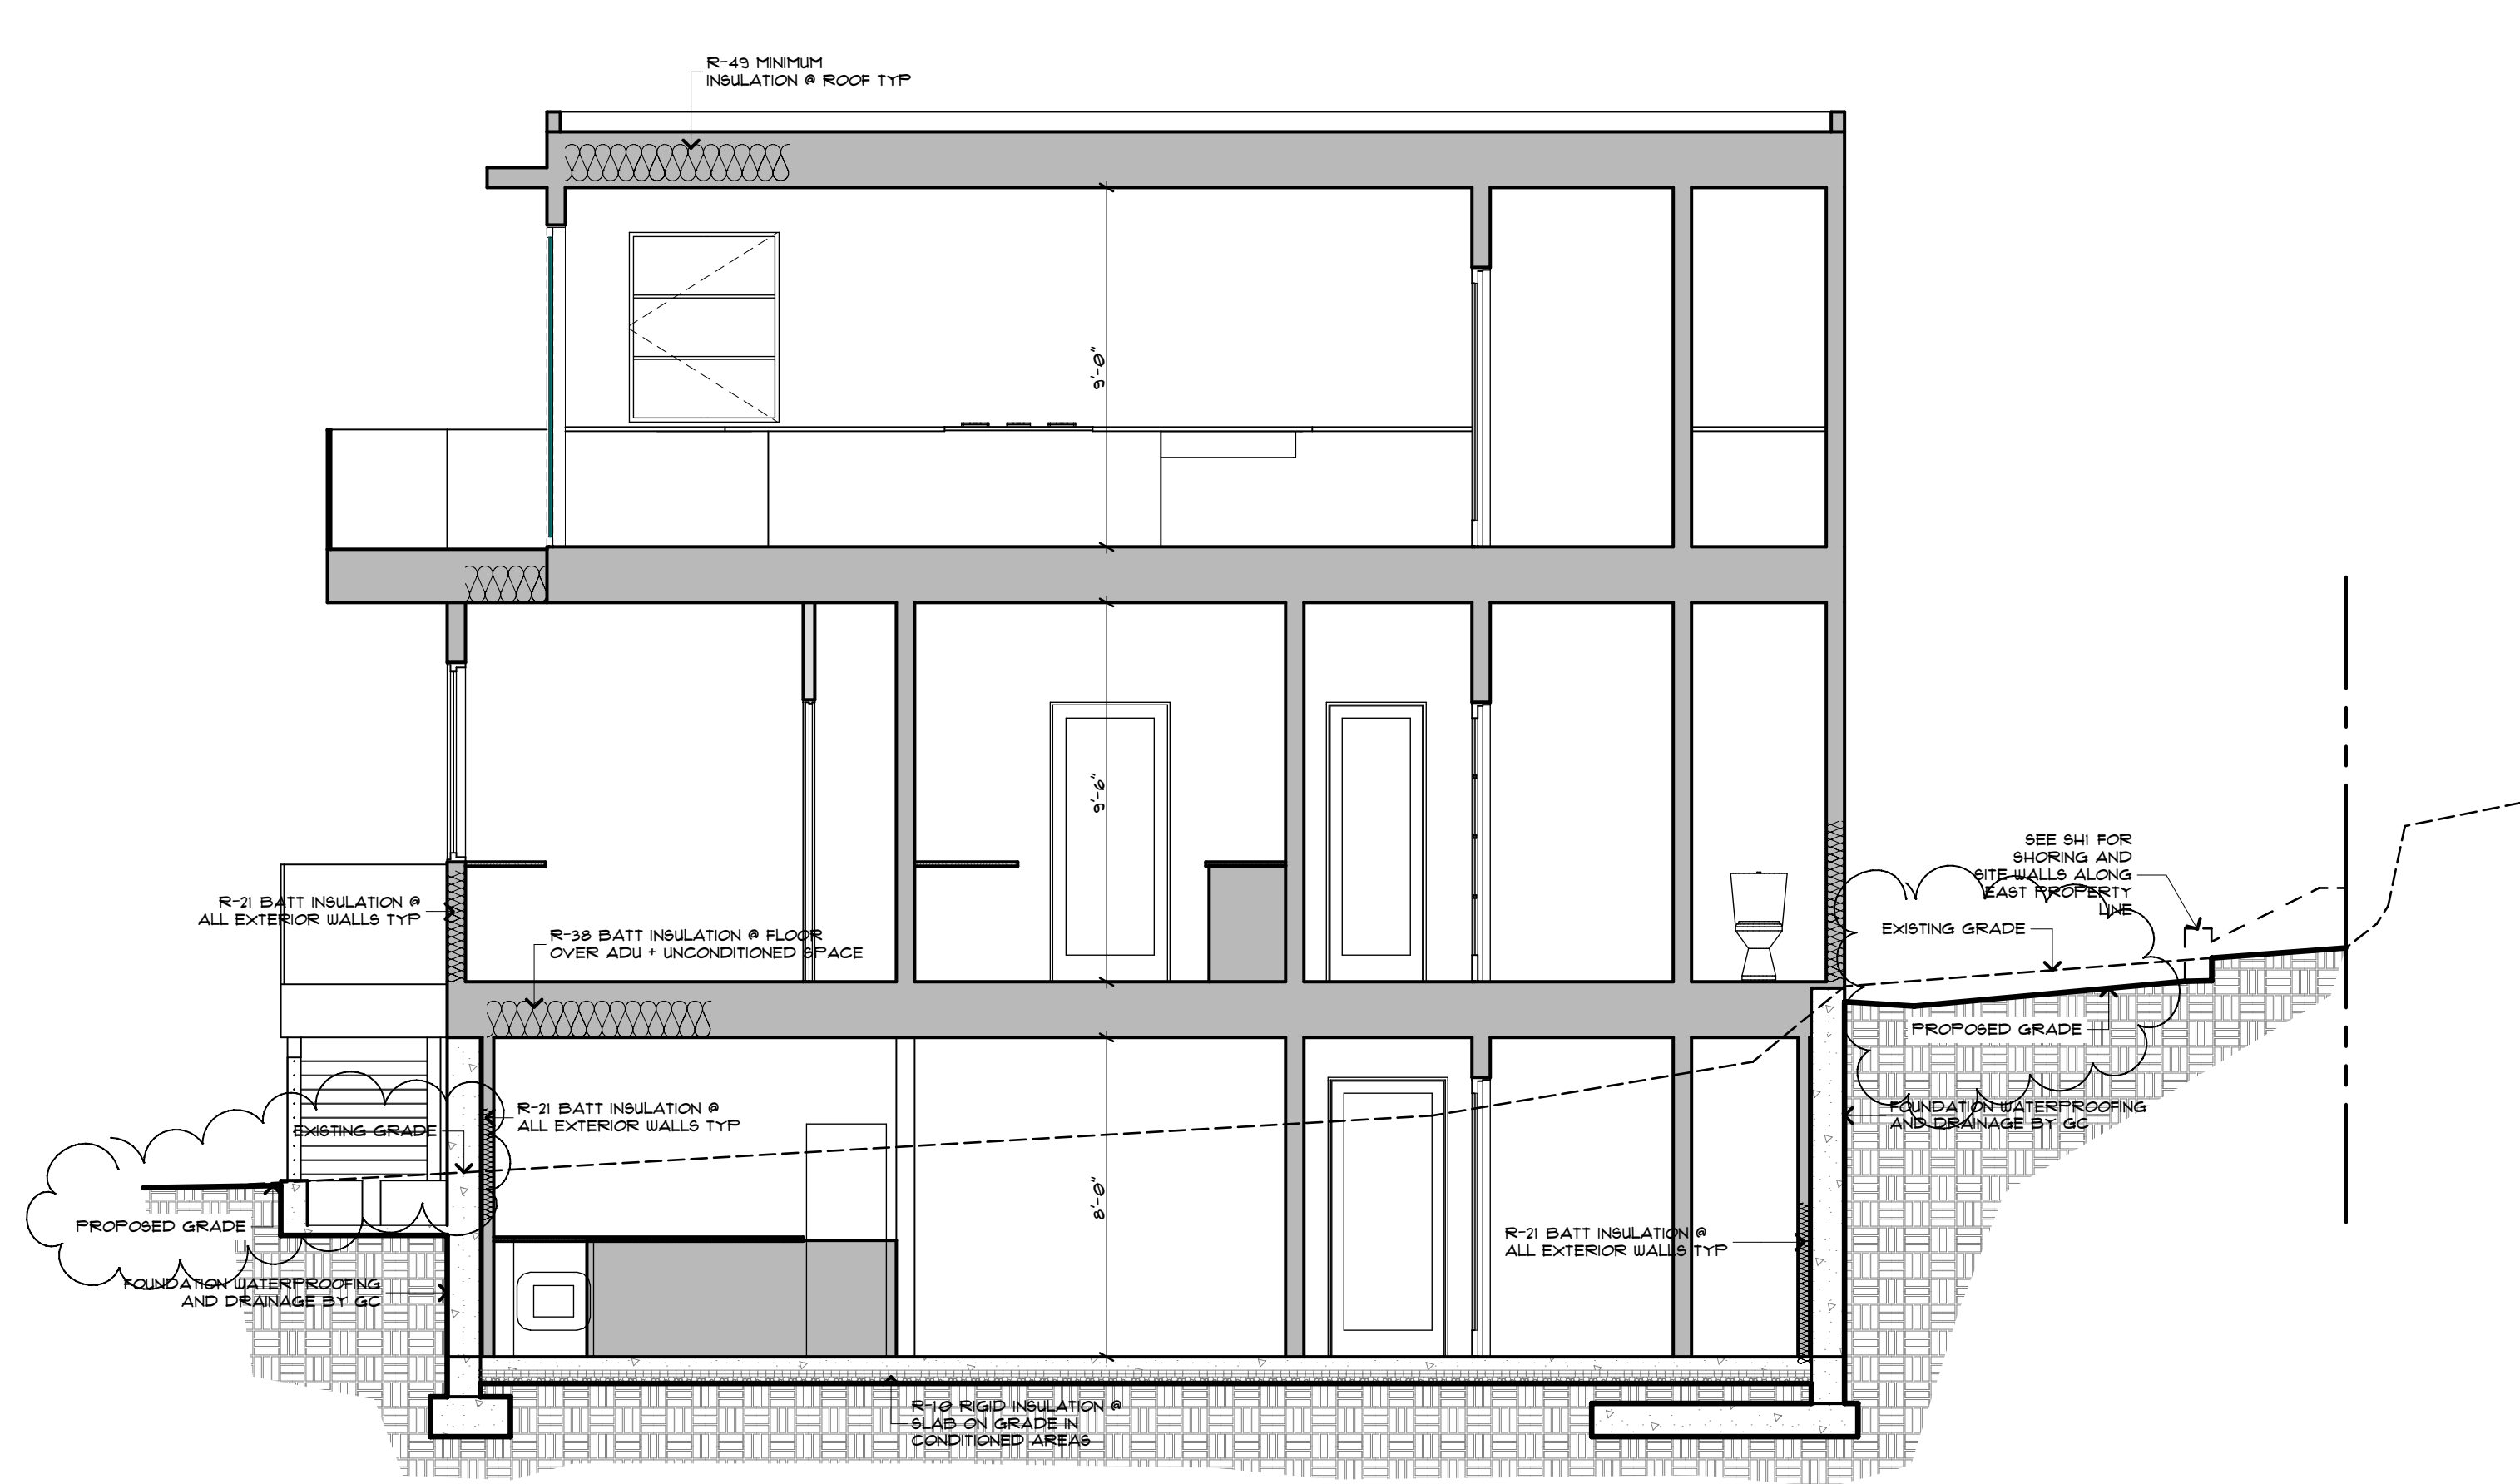 R-49 MINIMUM
INSULATION @ ROOF TYP
9'-0"
9'-6"
SEE SH1 FOR
SHORING AND
SITE WALLS ALONG
EAST PROPERTY
LINE
R-21 BATT INSULATION @
ALL EXTERIOR WALLS TYP
EXISTING GRADE
R-38 BATT INSULATION @ FLOOR
OVER ADU + UNCONDITIONED SPACE
PROPOSED GRADE
R-21 BATT INSULATION @
ALL EXTERIOR WALLS TYP
FOUNDATION WATERPROOFING
AND DRAINAGE BY GC
EXISTING GRADE
8'-0"
PROPOSED GRADE
R-21 BATT INSULATION @
ALL EXTERIOR WALLS TYP
FOUNDATION WATERPROOFING
AND DRAINAGE BY GC
R-10 RIGID INSULATION @
SLAB ON GRADE IN
CONDITIONED AREAS